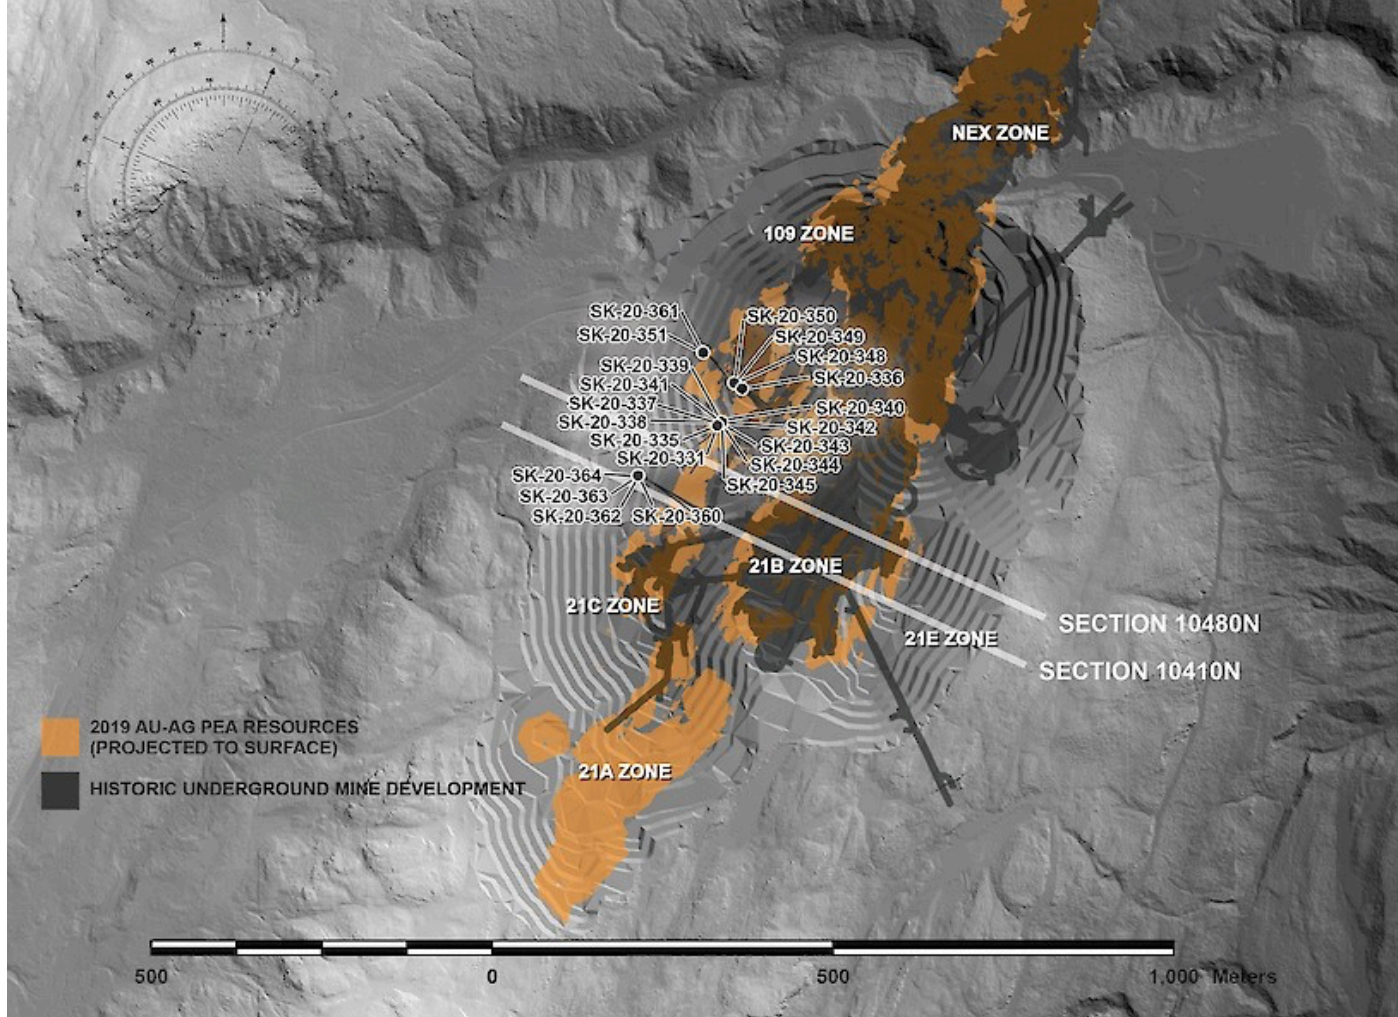 NEX ZONE
109 ZONE
SK-20-361
SK-20-350
SK-20-351
SK-20-349
SK-20-348
SK-20-339
SK-20-336
SK-20-341
SK-20-337
SK-20-340
SK-20-338
SK-20-342
SK-20-335
SK-20-343
SK-20-331
SK-20-344
SK-20-364
SK-20-345
SK-20-363
SK-20-362
SK-20-360
21B ZONE
21C ZONE
SECTION 10480N
21E ZONE
SECTION 10410N
2019 AU-AG PEA RESOURCES
(PROJECTED TO SURFACE)
21A ZONE
HISTORIC UNDERGROUND MINE DEVELOPMENT
500 0 500 1,000 Meters